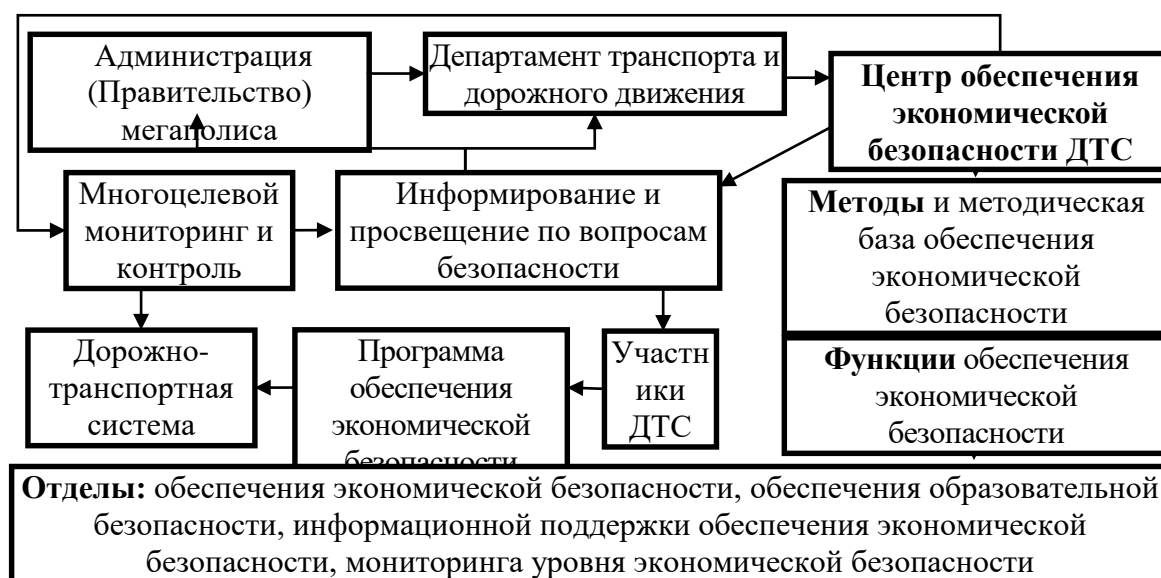 Администрация
(Правительство)
мегаполиса
Департамент транспорта и
дорожного движения
Центр обеспечения
экономической
безопасности ДТС
Многоцелевой
мониторинг и
контроль
Информирование и
просвещение по вопросам
безопасности
Методы и методическая
база обеспечения
экономической
безопасности
Дорожно-
транспортная
система
Программа
обеспечения
экономической
безопасности
Участн
ики
ДТС
Функции обеспечения
экономической
безопасности
Отделы: обеспечения экономической безопасности, обеспечения образовательной
безопасности, информационной поддержки обеспечения экономической
безопасности, мониторинга уровня экономической безопасности